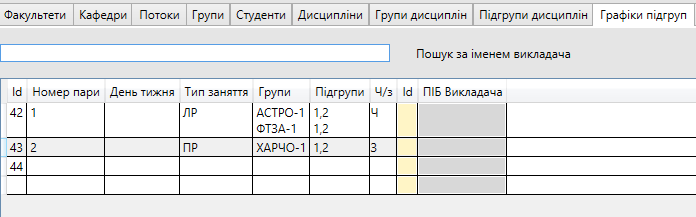 Факультети Кафедри Потоки Групи Студенти Дисципліни Групи дисциплін Підгрупи дисциплін Графіки підгруп
Пошук за іменем викладача
Id Номер пари День тижня Тип заняття Групи Підгрупи Ч/з Id ПІБ Викладача
42 1 ЛР АСТРО-1 1,2 Ч
ФТЗА-1 1,2
43 2 ПР ХАРЧО-1 1,2 З
44